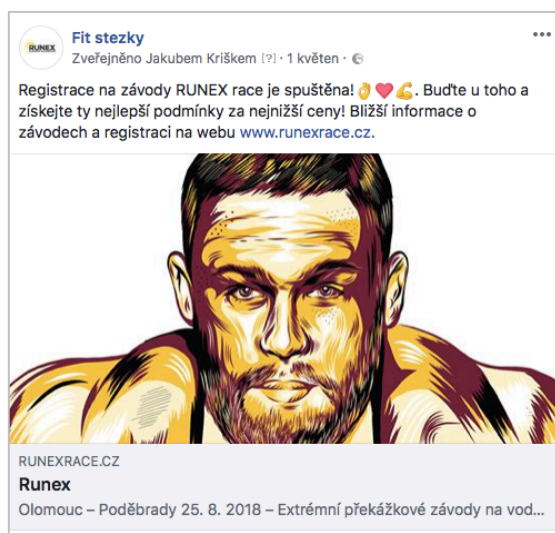 RUNEX
Fit stezky
Zveřejněno Jakubem Kriškem [?] · 1 květen ·
Registrace na závody RUNEX race je spuštěna!👌❤️💪. Buďte u toho a
získejte ty nejlepší podmínky za nejnižší ceny! Bližší informace o
závodech a registraci na webu www.runexrace.cz.
RUNEXRACE.CZ
Runex
Olomouc – Poděbrady 25. 8. 2018 – Extrémní překážkové závody na vod...